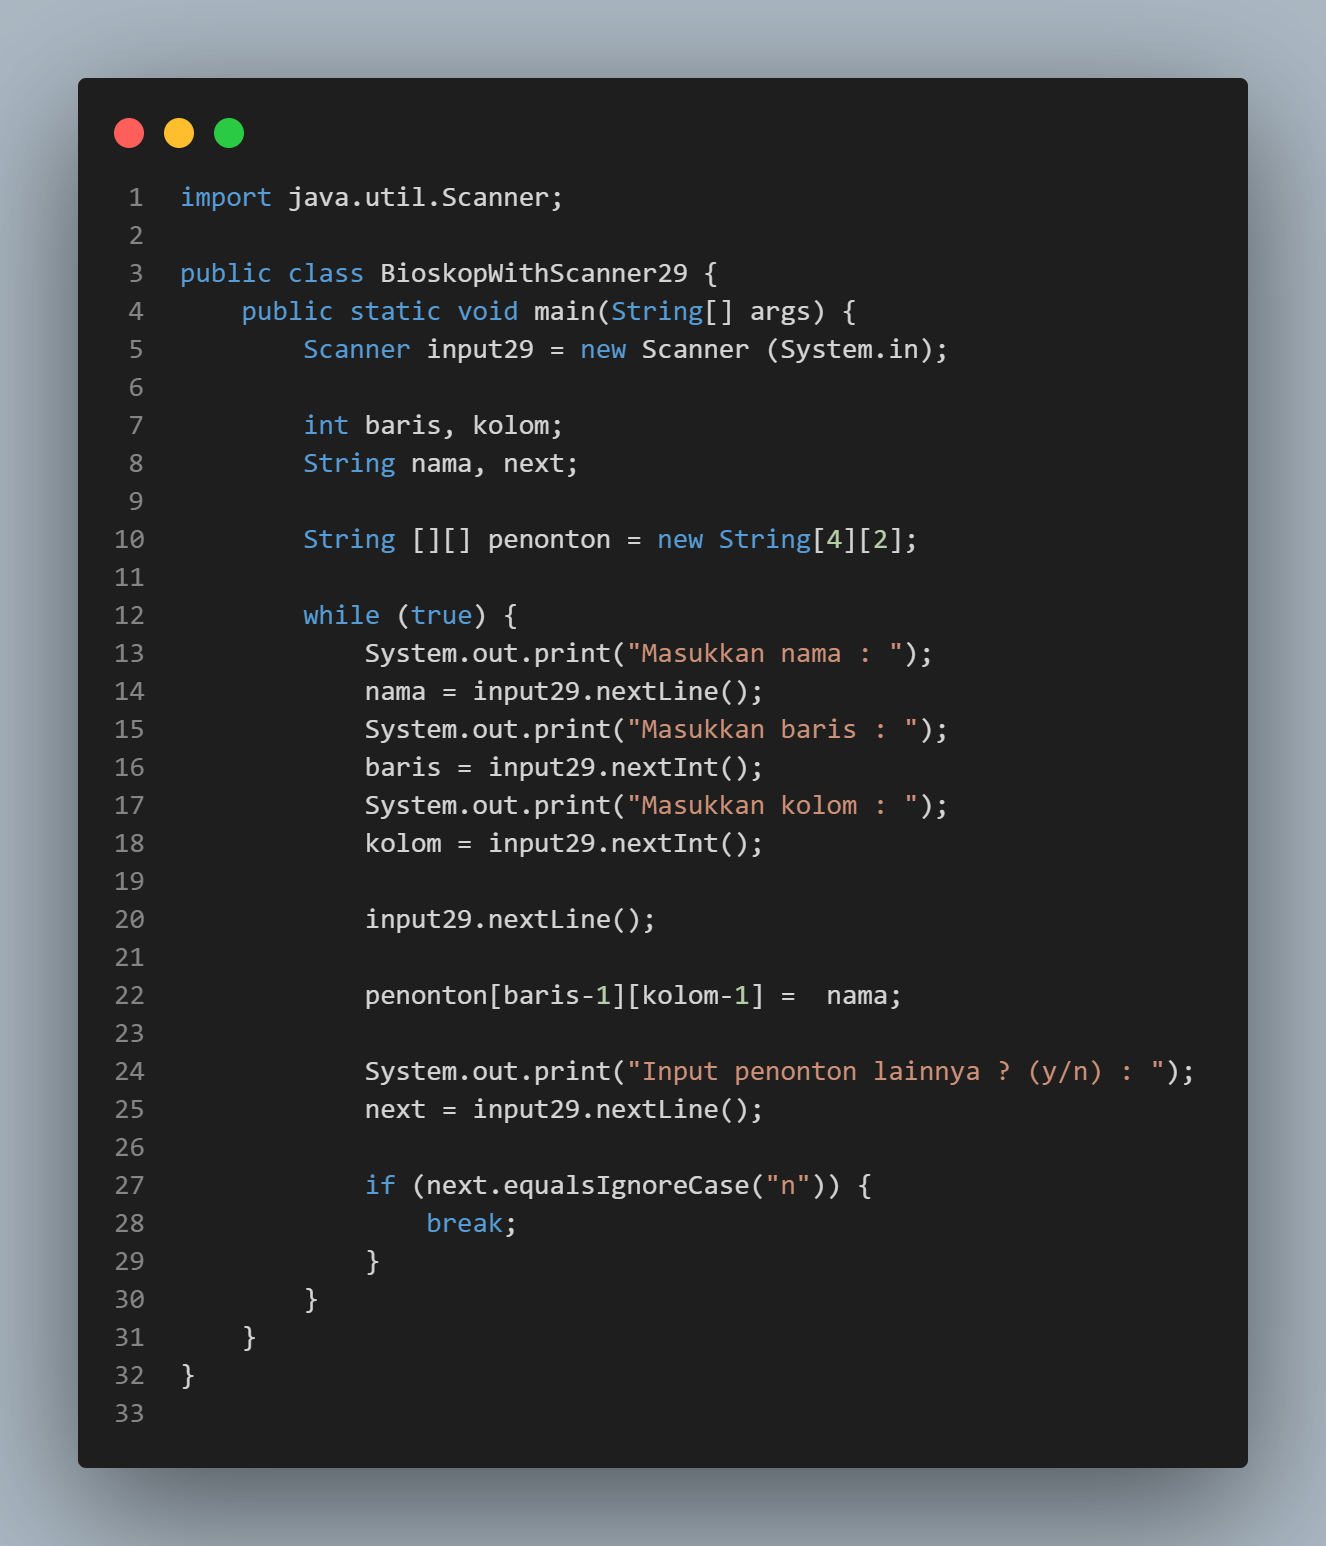 1 import java.util.Scanner;
2
3 public class BioskopWithScanner29 {
4     public static void main(String[] args) {
5         Scanner input29 = new Scanner (System.in);
6
7         int baris, kolom;
8         String nama, next;
9
10         String [][] penonton = new String[4][2];
11
12         while (true) {
13             System.out.print("Masukkan nama : ");
14             nama = input29.nextLine();
15             System.out.print("Masukkan baris : ");
16             baris = input29.nextInt();
17             System.out.print("Masukkan kolom : ");
18             kolom = input29.nextInt();
19
20             input29.nextLine();
21
22             penonton[baris-1][kolom-1] =  nama;
23
24             System.out.print("Input penonton lainnya ? (y/n) : ");
25             next = input29.nextLine();
26
27             if (next.equalsIgnoreCase("n")) {
28                 break;
29             }
30         }
31     }
32 }
33